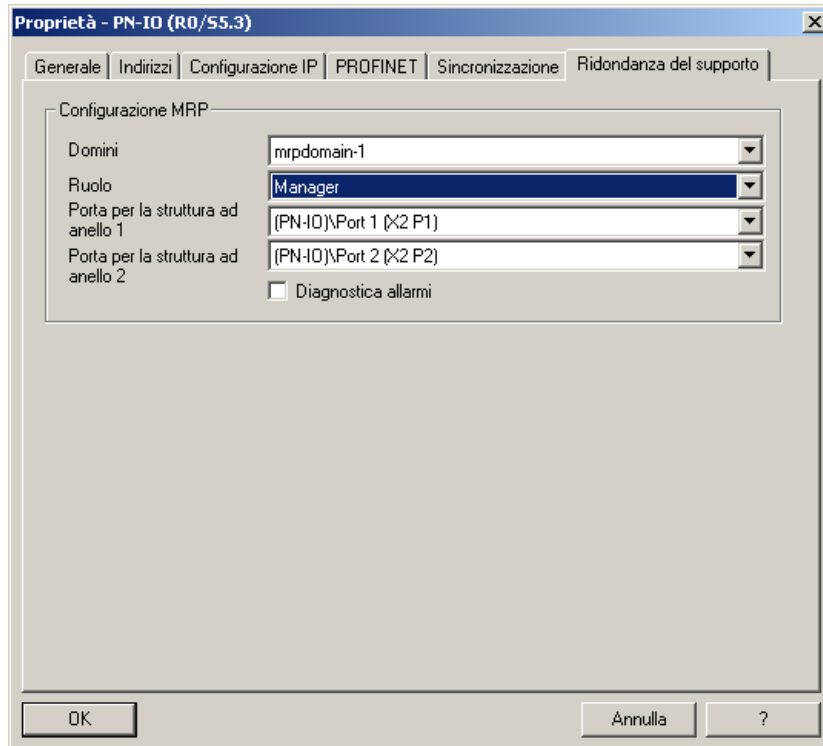 Proprietà - PN-IO (R0/S5.3)
Generale Indirizzi Configurazione IP PROFINET Sincronizzazione Ridondanza del supporto
Configurazione MRP
Domini mrpdomain-1
Ruolo Manager
Porta per la struttura ad
anello 1 (PN-IO)\Port 1 (X2 P1)
Porta per la struttura ad
anello 2 (PN-IO)\Port 2 (X2 P2)
Diagnostica allarmi
OK Annulla ?